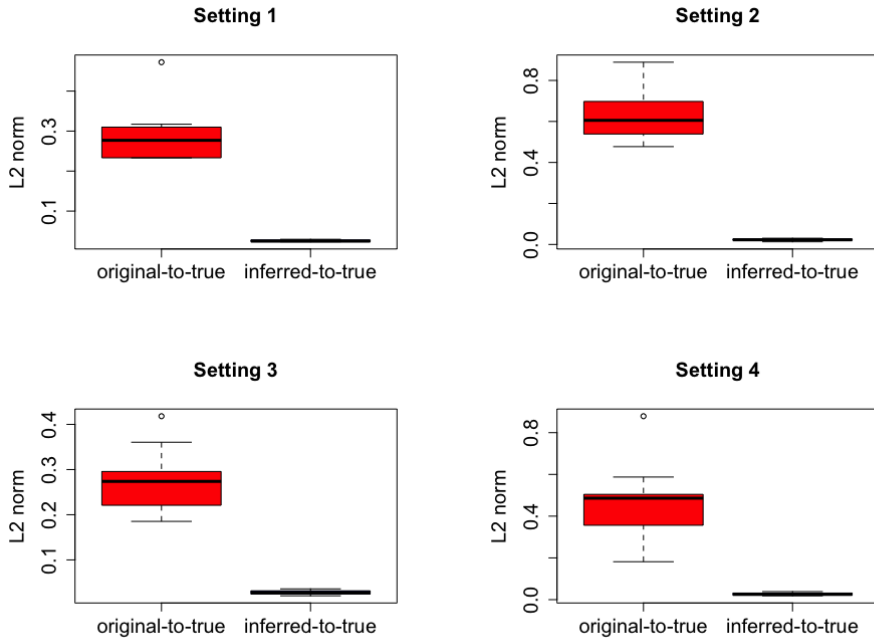 Setting 1
L2 norm
0.3
0.1
original-to-true inferred-to-true
Setting 2
L2 norm
0.8
0.4
0.0
original-to-true inferred-to-true
Setting 3
L2 norm
0.4
0.3
0.2
0.1
original-to-true inferred-to-true
Setting 4
L2 norm
0.8
0.4
0.0
original-to-true inferred-to-true